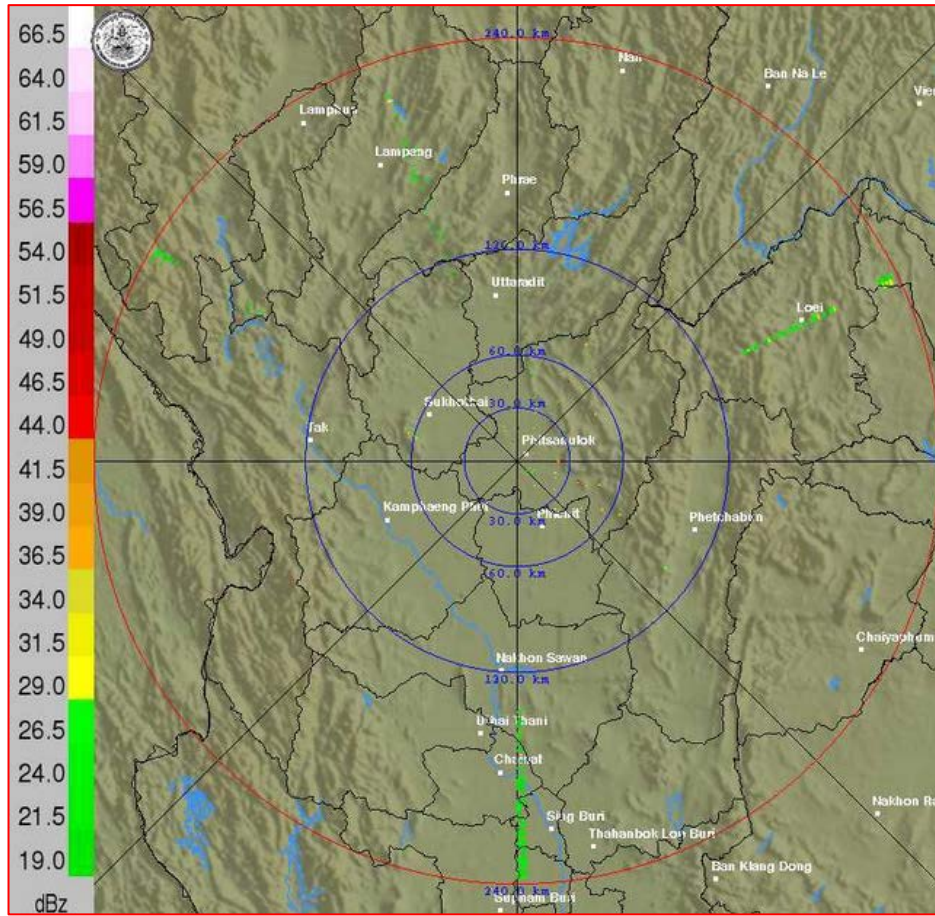 66.5
64.0
61.5
59.0
56.5
54.0
51.5
49.0
46.5
44.0
41.5
39.0
36.5
34.0
31.5
29.0
26.5
24.0
21.5
19.0
dBz
240.0 km
Nan
Ban Na Le
Lamphun
Lampang
Phrae
120.0 km
Uttaradit
Loei
60.0 km
30.0 km
Sukhothai
Tak
Phitsanulok
Kamphaeng Phet
30.0 km
Phichit
Phetchabun
60.0 km
Chaiyaphum
Nakhon Sawan
120.0 km
Uthai Thani
Chainat
Sing Buri
Nakhon Ra
Thahanbok Lop Buri
Ban Klang Dong
240.0 km
Suphan Buri